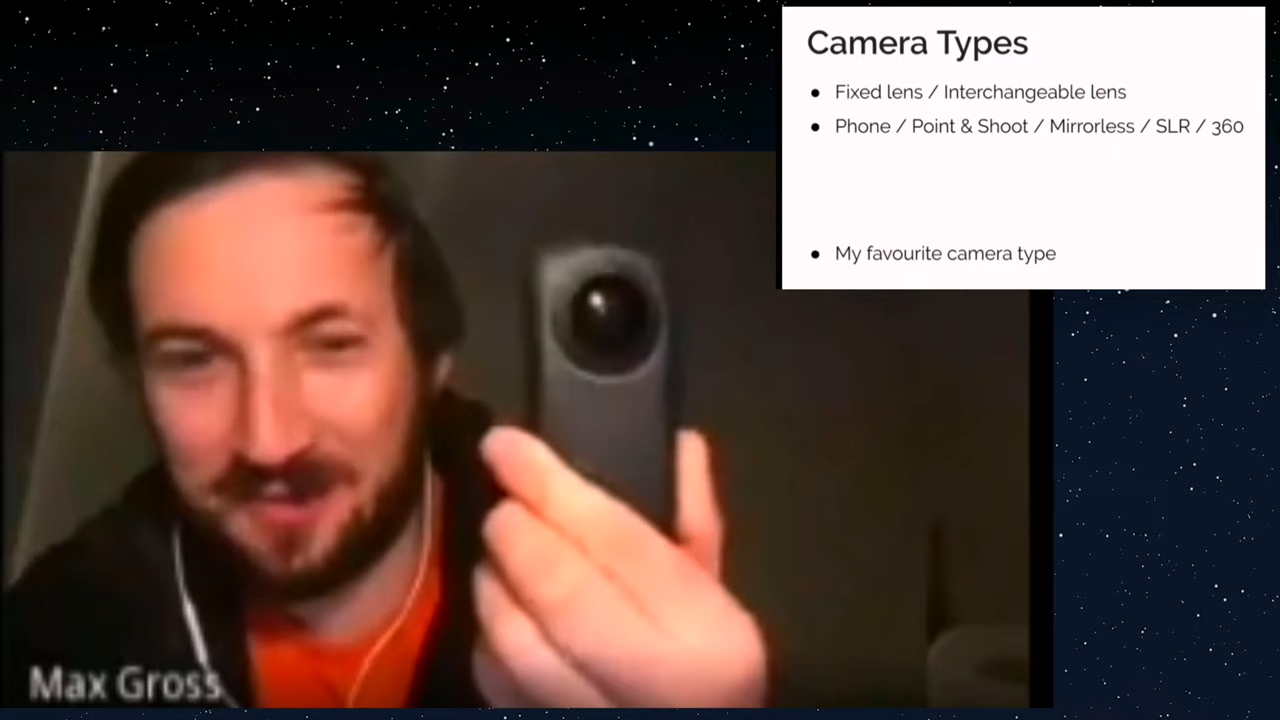 Camera Types
● Fixed lens / Interchangeable lens
● Phone / Point & Shoot / Mirrorless / SLR / 360
● My favourite camera type
Max Gross